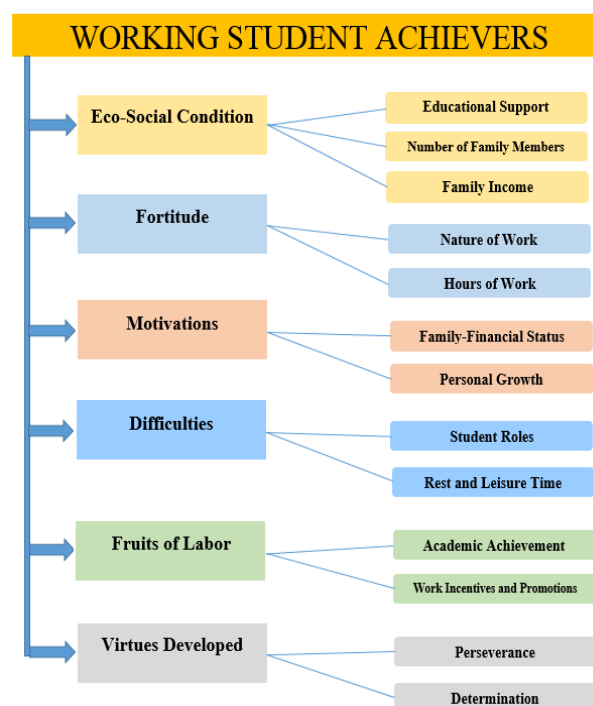 WORKING STUDENT ACHIEVERS
Eco-Social Condition
Educational Support
Number of Family Members
Family Income
Fortitude
Nature of Work
Hours of Work
Motivations
Family-Financial Status
Personal Growth
Difficulties
Student Roles
Rest and Leisure Time
Fruits of Labor
Academic Achievement
Work Incentives and Promotions
Virtues Developed
Perseverance
Determination